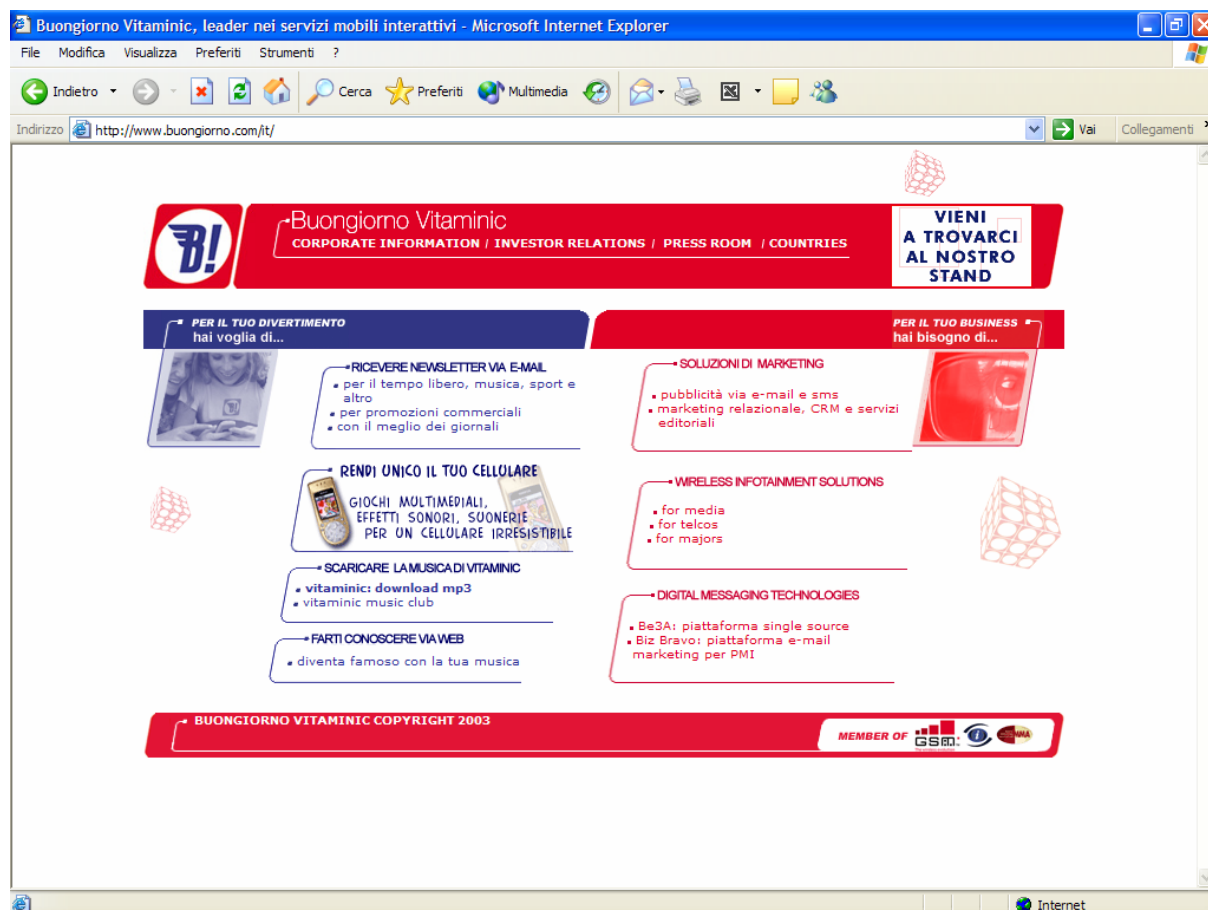 Buongiorno Vitaminic, leader nei servizi mobili interattivi - Microsoft Internet Explorer
File Modifica Visualizza Preferiti Strumenti ?
Indietro Cerca Preferiti Multimedia
Indirizzo http://www.buongiorno.com/it/ Vai Collegamenti
B!
Buongiorno Vitaminic
CORPORATE INFORMATION / INVESTOR RELATIONS / PRESS ROOM / COUNTRIES
VIENI
A TROVARCI
AL NOSTRO
STAND
PER IL TUO DIVERTIMENTO
hai voglia di...
RICEVERE NEWSLETTER VIA E-MAIL
per il tempo libero, musica, sport e
altro
per promozioni commerciali
con il meglio dei giornali
RENDI UNICO IL TUO CELLULARE
GIOCHI MULTIMEDIALI,
EFFETTI SONORI, SUONERIE
PER UN CELLULARE IRRESISTIBILE
SCARICARE LA MUSICA DI VITAMINIC
vitaminic: download mp3
vitaminic music club
FARTI CONOSCERE VIA WEB
diventa famoso con la tua musica
PER IL TUO BUSINESS
hai bisogno di...
SOLUZIONI DI MARKETING
pubblicità via e-mail e sms
marketing relazionale, CRM e servizi
editoriali
WIRELESS INFOTAINMENT SOLUTIONS
for media
for telcos
for majors
DIGITAL MESSAGING TECHNOLOGIES
Be3A: piattaforma single source
Biz Bravo: piattaforma e-mail
marketing per PMI
BUONGIORNO VITAMINIC COPYRIGHT 2003
MEMBER OF GSM MMA
Internet